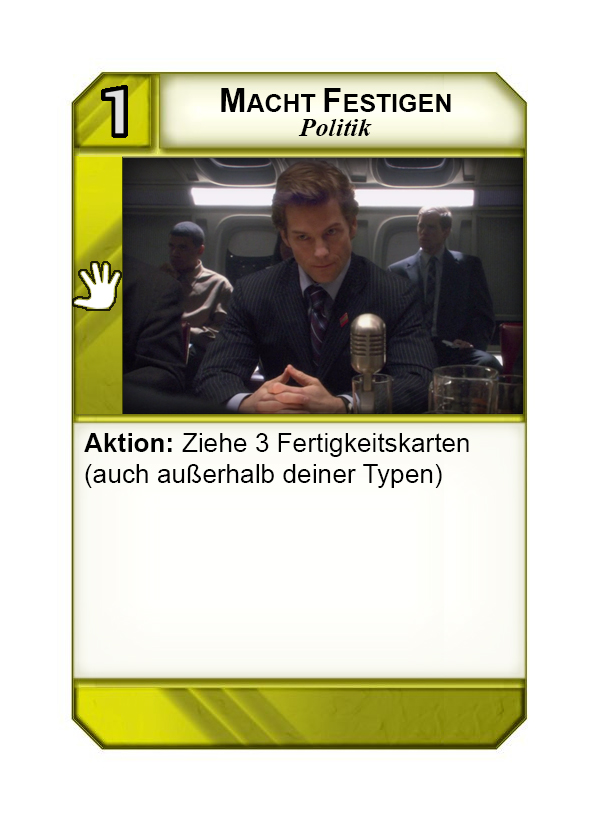 1
MACHT FESTIGEN
Politik
Aktion: Ziehe 3 Fertigkeitskarten
(auch außerhalb deiner Typen)